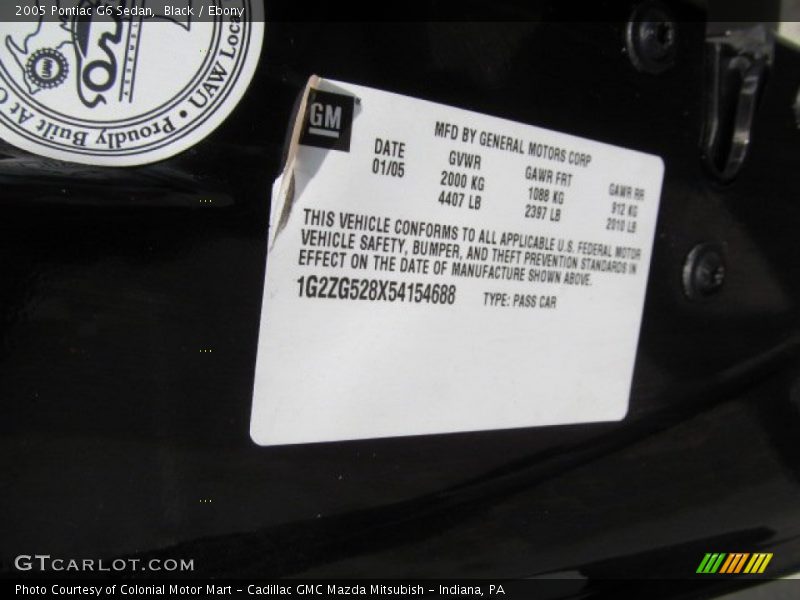 2005 Pontiac G6 Sedan, Black / Ebony
Proudly Built At • UAW Local
GM
MFD BY GENERAL MOTORS CORP
DATE GVWR GAWR FRT GAWR RR
01/05 2000 KG 1088 KG 912 KG
4407 LB 2397 LB 2010 LB
THIS VEHICLE CONFORMS TO ALL APPLICABLE U.S. FEDERAL MOTOR
VEHICLE SAFETY, BUMPER, AND THEFT PREVENTION STANDARDS IN
EFFECT ON THE DATE OF MANUFACTURE SHOWN ABOVE.
1G2ZG528X54154688 TYPE: PASS CAR
GTCARLOT.COM
Photo Courtesy of Colonial Motor Mart - Cadillac GMC Mazda Mitsubish - Indiana, PA